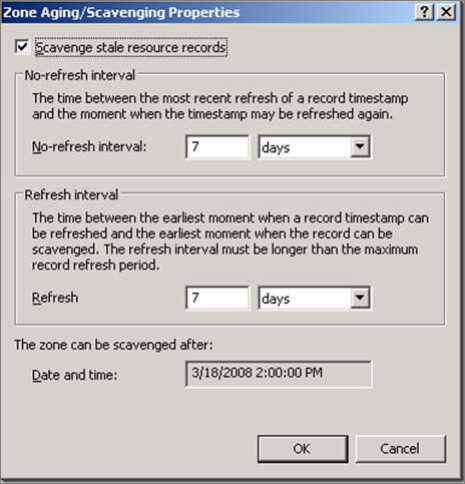 Zone Aging/Scavenging Properties
Scavenge stale resource records
No-refresh interval
The time between the most recent refresh of a record timestamp
and the moment when the timestamp may be refreshed again.
No-refresh interval: 7 days
Refresh interval
The time between the earliest moment when a record timestamp can
be refreshed and the earliest moment when the record can be
scavenged. The refresh interval must be longer than the maximum
record refresh period.
Refresh 7 days
The zone can be scavenged after:
Date and time: 3/18/2008 2:00:00 PM
OK Cancel